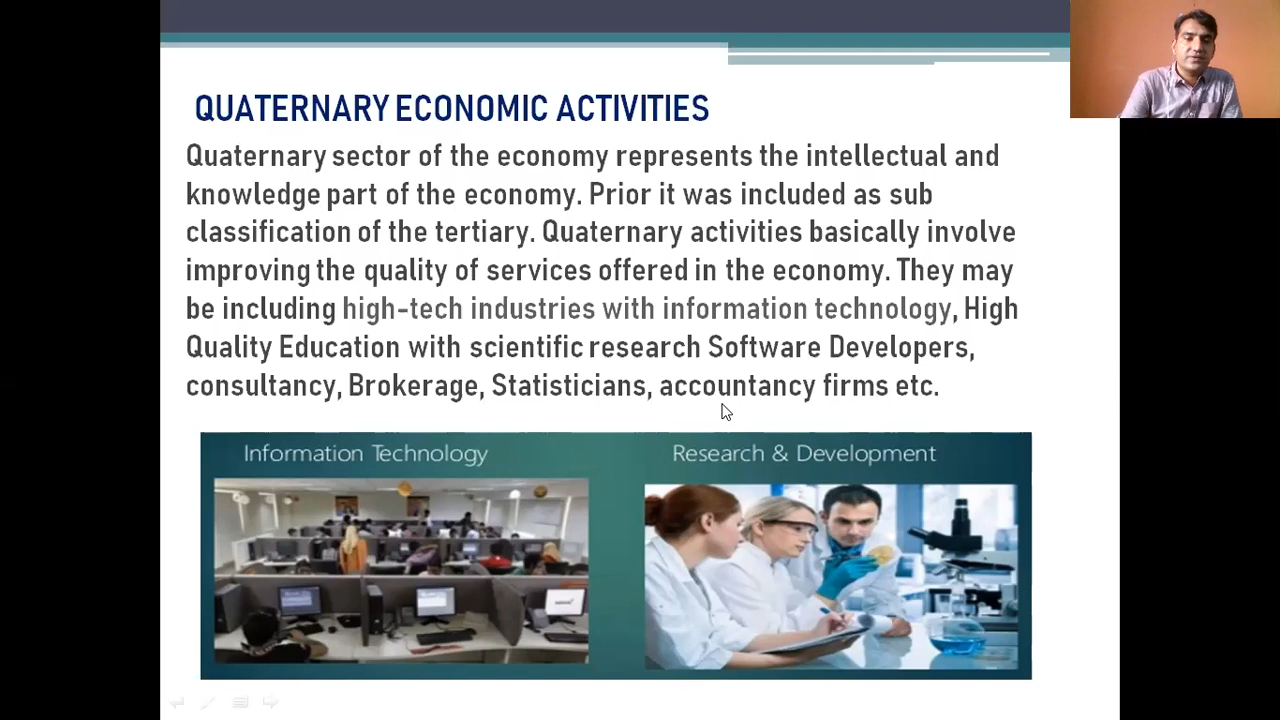 QUATERNARY ECONOMIC ACTIVITIES
Quaternary sector of the economy represents the intellectual and
knowledge part of the economy. Prior it was included as sub
classification of the tertiary. Quaternary activities basically involve
improving the quality of services offered in the economy. They may
be including high-tech industries with information technology, High
Quality Education with scientific research Software Developers,
consultancy, Brokerage, Statisticians, accountancy firms etc.
Information Technology
Research & Development